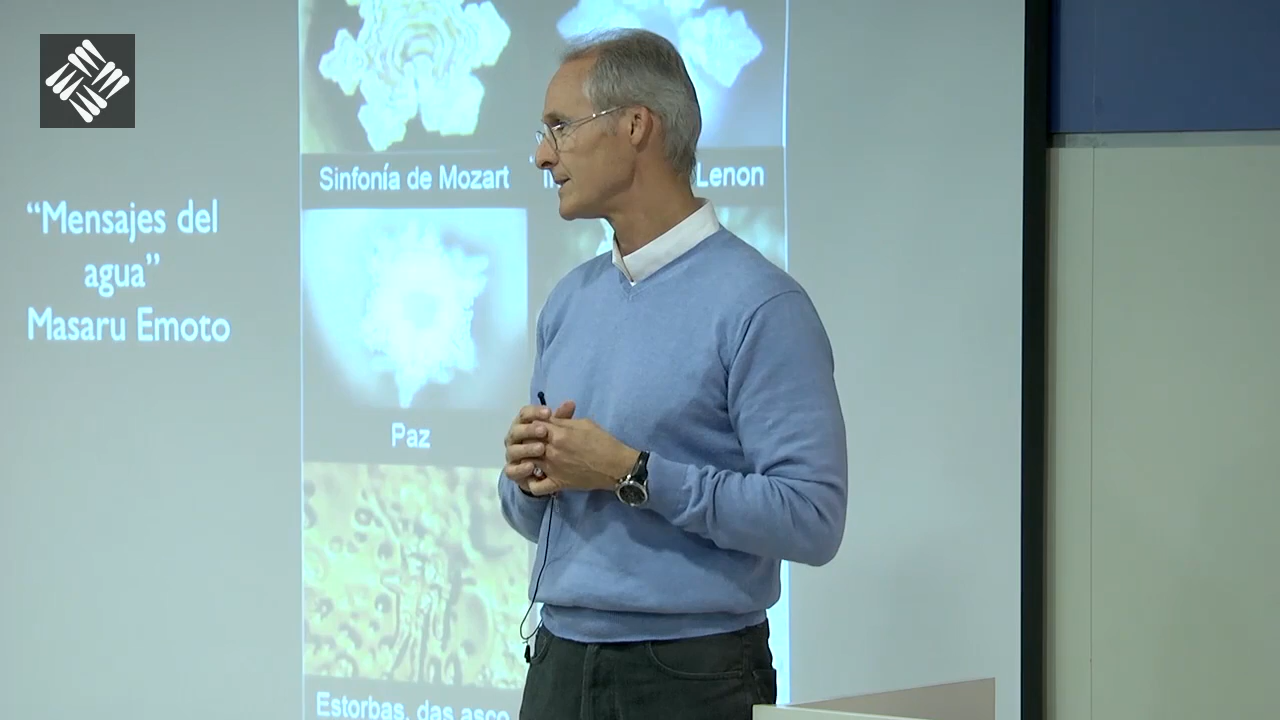 Sinfonía de Mozart
Lenon
“Mensajes del
agua”
Masaru Emoto
Paz
Estorbas, das asco